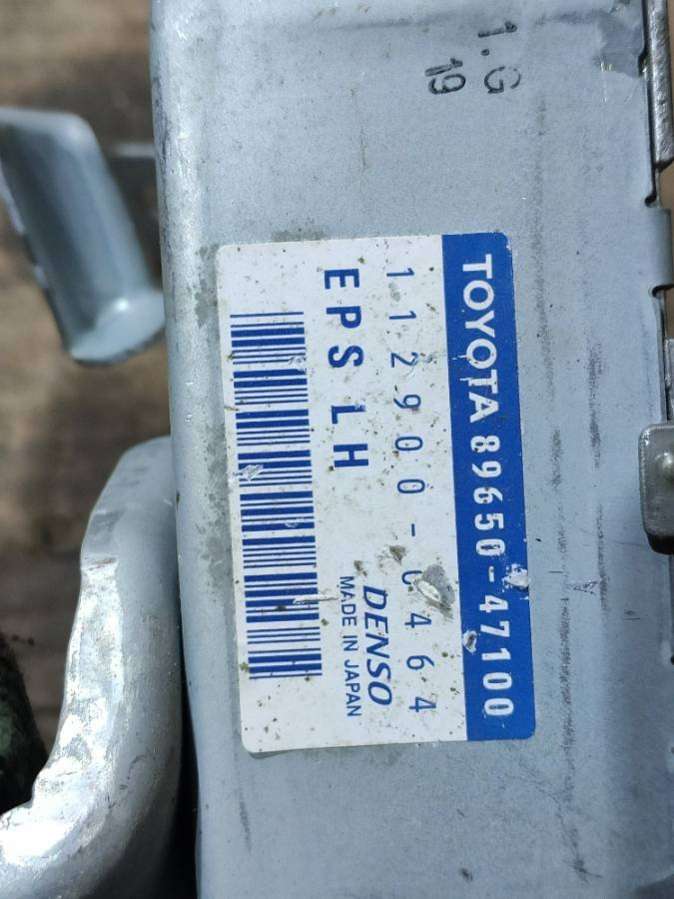 1.G
19
TOYOTA 89650-47100
112900-0464
EPS LH
DENSO
MADE IN JAPAN